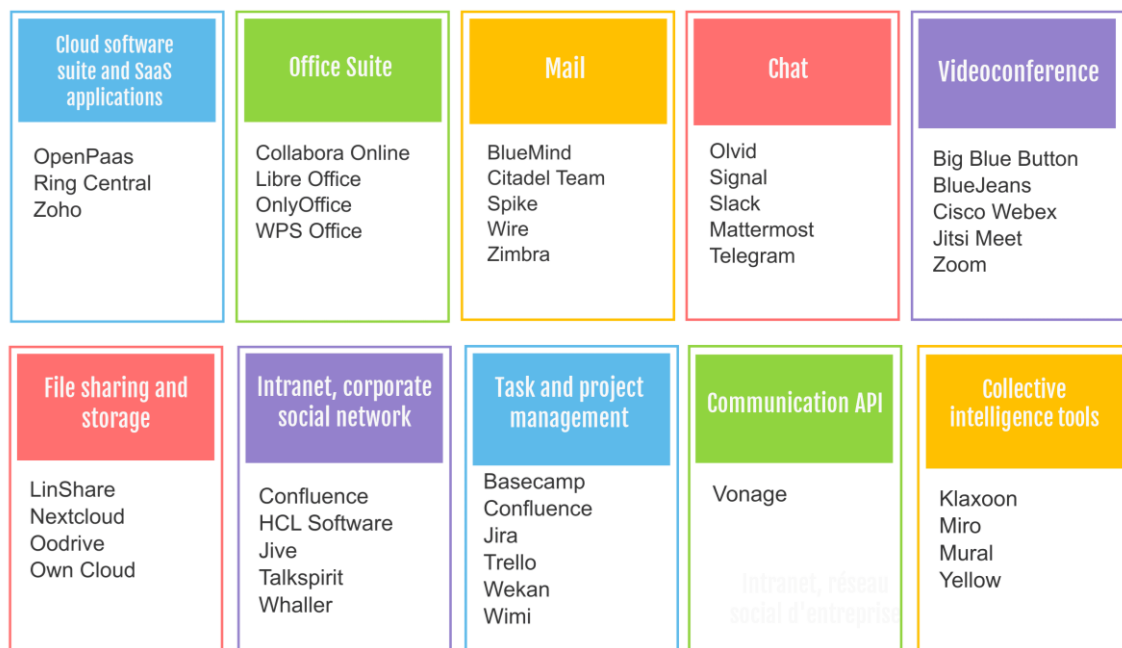 Cloud software
suite and SaaS
applications
OpenPaas
Ring Central
Zoho
Office Suite
Collabora Online
Libre Office
OnlyOffice
WPS Office
Mail
BlueMind
Citadel Team
Spike
Wire
Zimbra
Chat
Olvid
Signal
Slack
Mattermost
Telegram
Videoconference
Big Blue Button
BlueJeans
Cisco Webex
Jitsi Meet
Zoom
File sharing and
storage
LinShare
Nextcloud
Oodrive
Own Cloud
Intranet, corporate
social network
Confluence
HCL Software
Jive
Talkspirit
Whaller
Task and project
management
Basecamp
Confluence
Jira
Trello
Wekan
Wimi
Communication API
Vonage
Intranet, réseau
social d'entreprise
Collective
intelligence tools
Klaxoon
Miro
Mural
Yellow